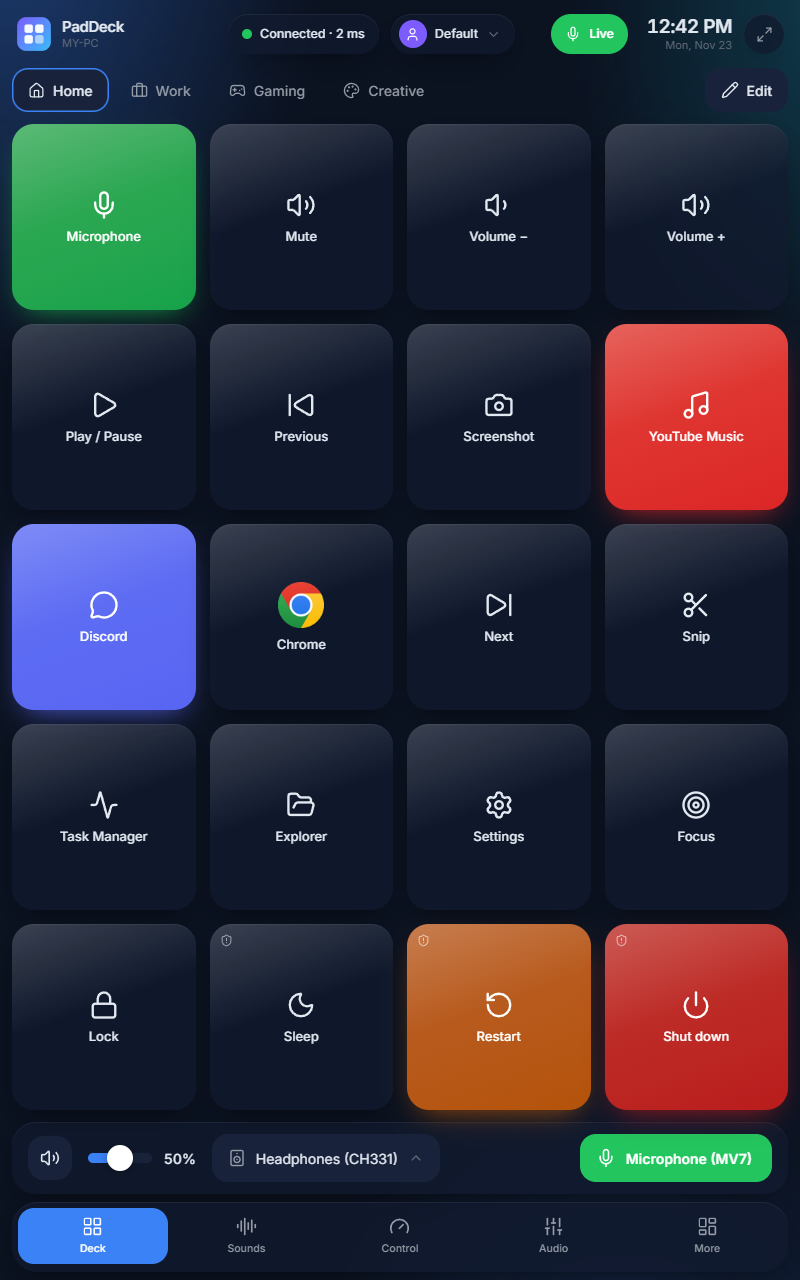 PadDeck
MY-PC
Connected · 2 ms
Default
Live
12:42 PM
Mon, Nov 23
Home
Work
Gaming
Creative
Edit
Microphone
Mute
Volume –
Volume +
Play / Pause
Previous
Screenshot
YouTube Music
Discord
Chrome
Next
Snip
Task Manager
Explorer
Settings
Focus
Lock
Sleep
Restart
Shut down
50%
Headphones (CH331)
Microphone (MV7)
Deck
Sounds
Control
Audio
More